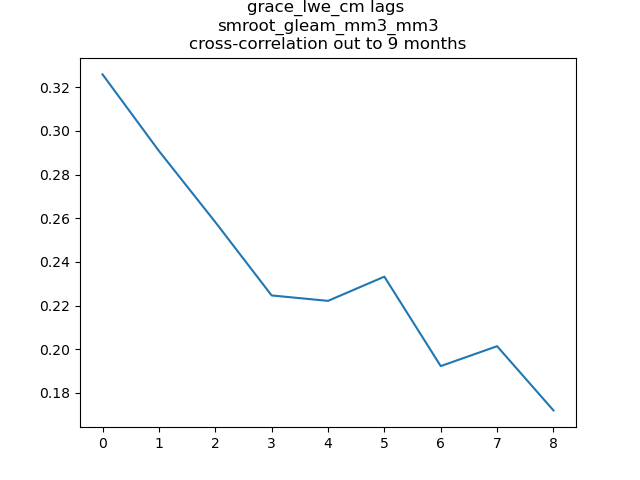 grace_lwe_cm lags
smroot_gleam_mm3_mm3
cross-correlation out to 9 months
0.32
0.30
0.28
0.26
0.24
0.22
0.20
0.18
0 1 2 3 4 5 6 7 8